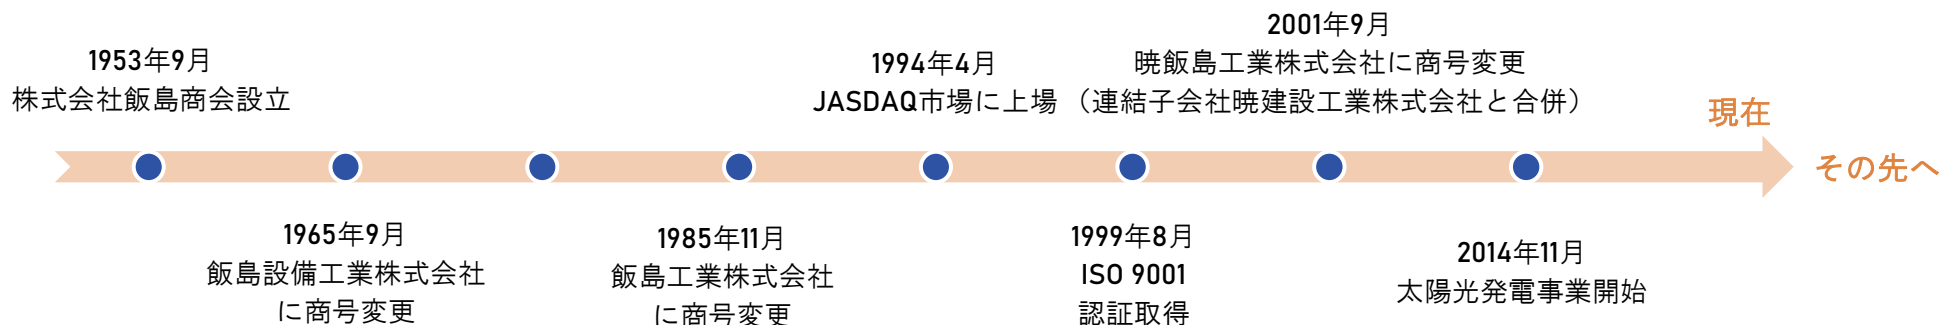 1953年9月
株式会社飯島商会設立
1965年9月
飯島設備工業株式会社
に商号変更
1985年11月
飯島工業株式会社
に商号変更
1994年4月
JASDAQ市場に上場
1999年8月
ISO 9001
認証取得
2001年9月
暁飯島工業株式会社に商号変更
（連結子会社暁建設工業株式会社と合併）
2014年11月
太陽光発電事業開始
現在
その先へ